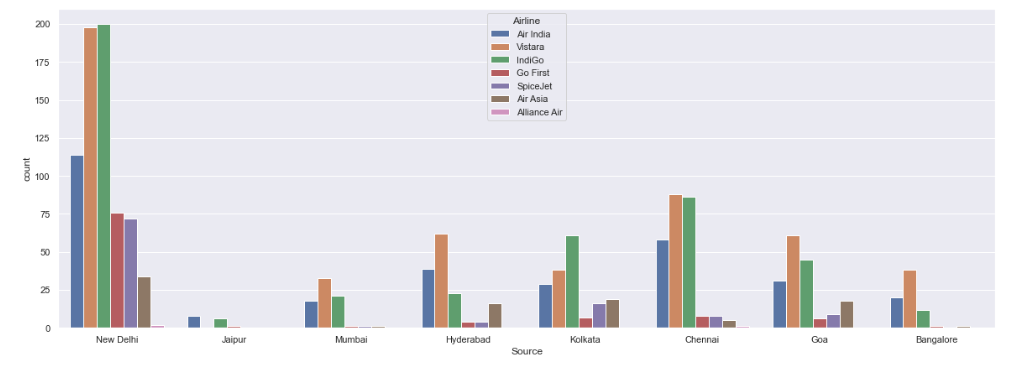 Airline
Air India
Vistara
IndiGo
Go First
SpiceJet
Air Asia
Alliance Air
count
200
175
150
125
100
75
50
25
0
New Delhi Jaipur Mumbai Hyderabad Kolkata Chennai Goa Bangalore
Source